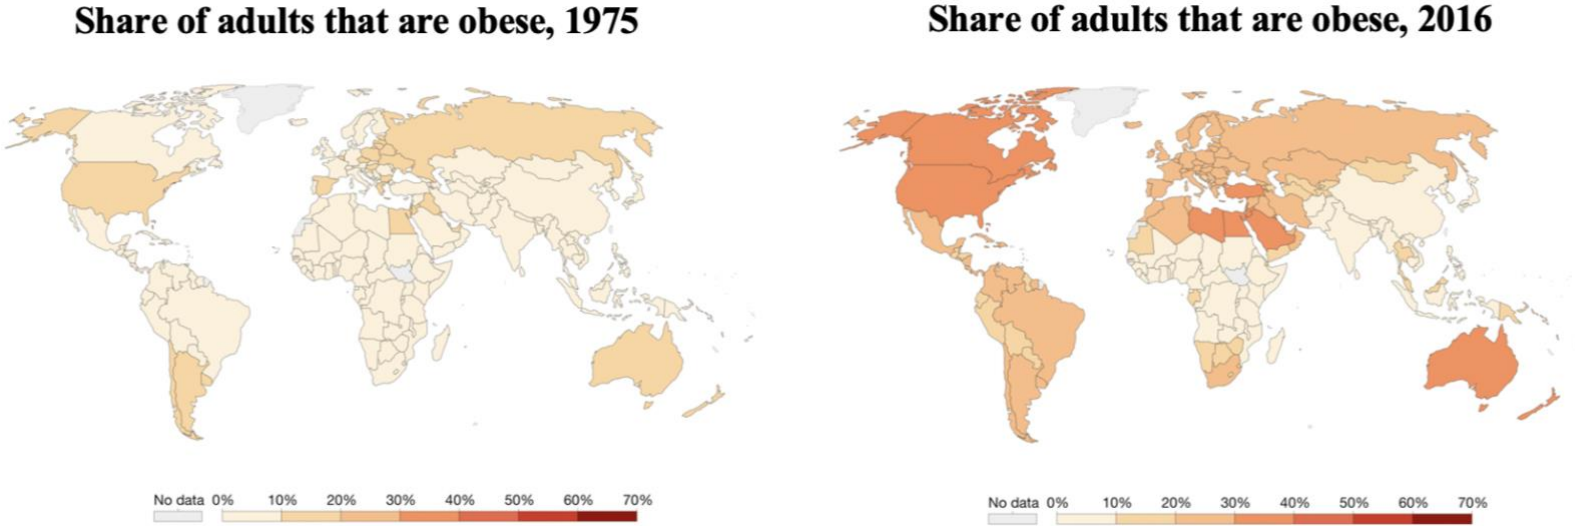 Share of adults that are obese, 1975
Share of adults that are obese, 2016
No data 0% 10% 20% 30% 40% 50% 60% 70%
No data 0% 10% 20% 30% 40% 50% 60% 70%